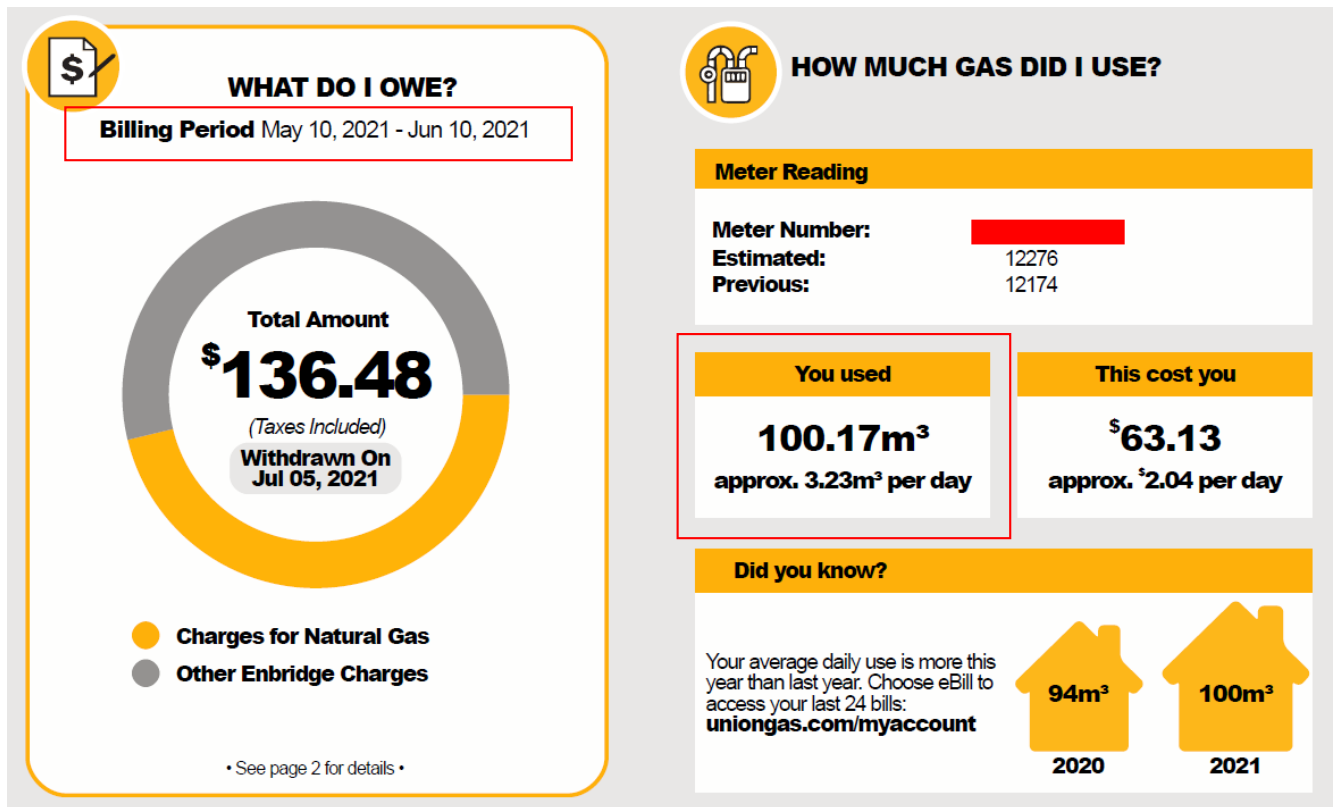 $
WHAT DO I OWE?
Billing Period May 10, 2021 - Jun 10, 2021
Total Amount
$136.48
(Taxes Included)
Withdrawn On
Jul 05, 2021
Charges for Natural Gas
Other Enbridge Charges
• See page 2 for details •
HOW MUCH GAS DID I USE?
Meter Reading
Meter Number:
Estimated: 12276
Previous: 12174
You used
100.17m³
approx. 3.23m³ per day
This cost you
$63.13
approx. $2.04 per day
Did you know?
Your average daily use is more this
year than last year. Choose eBill to
access your last 24 bills:
uniongas.com/myaccount
94m³
2020
100m³
2021